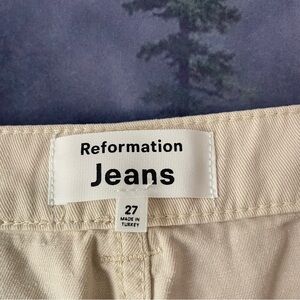 Reformation
Jeans
27
MADE IN
TURKEY